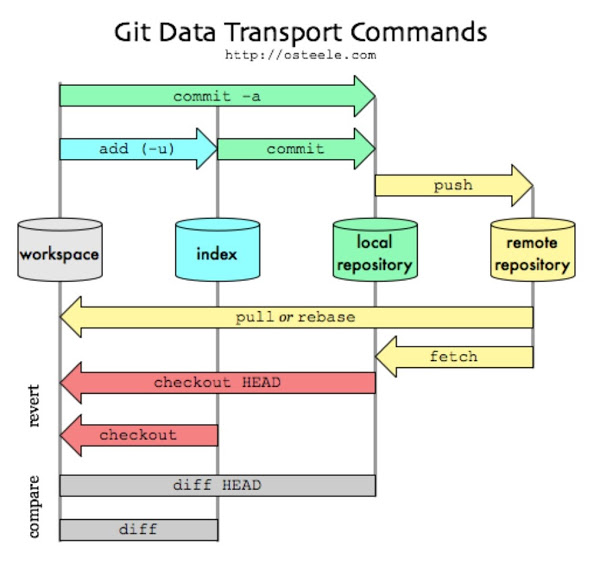 Git Data Transport Commands
http://osteele.com
commit -a
add (-u)
commit
push
workspace
index
local
repository
remote
repository
pull or rebase
fetch
revert
checkout HEAD
checkout
compare
diff HEAD
diff